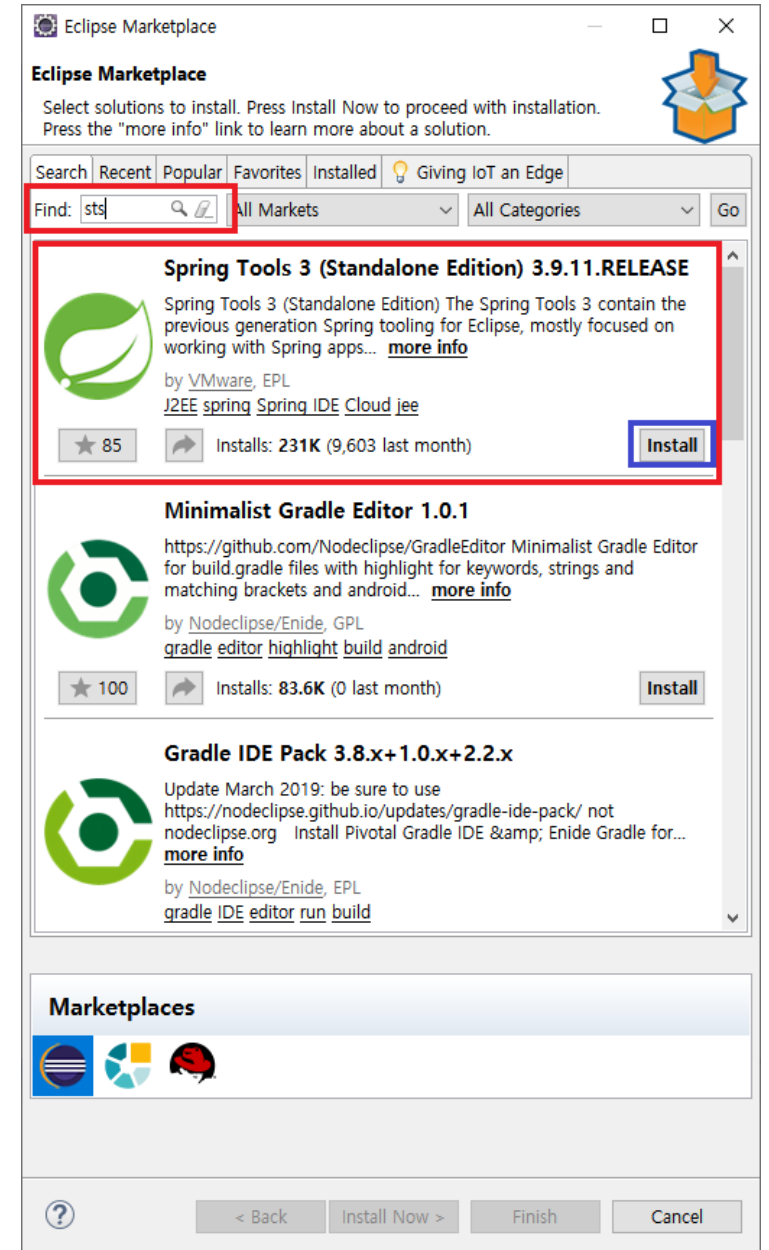 Eclipse Marketplace
Eclipse Marketplace
Select solutions to install. Press Install Now to proceed with installation.
Press the "more info" link to learn more about a solution.
Search Recent Popular Favorites Installed Giving IoT an Edge
Find: sts All Markets All Categories Go
Spring Tools 3 (Standalone Edition) 3.9.11.RELEASE
Spring Tools 3 (Standalone Edition) The Spring Tools 3 contain the
previous generation Spring tooling for Eclipse, mostly focused on
working with Spring apps... more info
by VMware, EPL
J2EE spring Spring IDE Cloud jee
85 Installs: 231K (9,603 last month) Install
Minimalist Gradle Editor 1.0.1
https://github.com/Nodeclipse/GradleEditor Minimalist Gradle Editor
for build.gradle files with highlight for keywords, strings and
matching brackets and android... more info
by Nodeclipse/Enide, GPL
gradle editor highlight build android
100 Installs: 83.6K (0 last month) Install
Gradle IDE Pack 3.8.x+1.0.x+2.2.x
Update March 2019: be sure to use
https://nodeclipse.github.io/updates/gradle-ide-pack/ not
nodeclipse.org Install Pivotal Gradle IDE &amp; Enide Gradle for...
more info
by Nodeclipse/Enide, EPL
gradle IDE editor run build
Marketplaces
? < Back Install Now > Finish Cancel